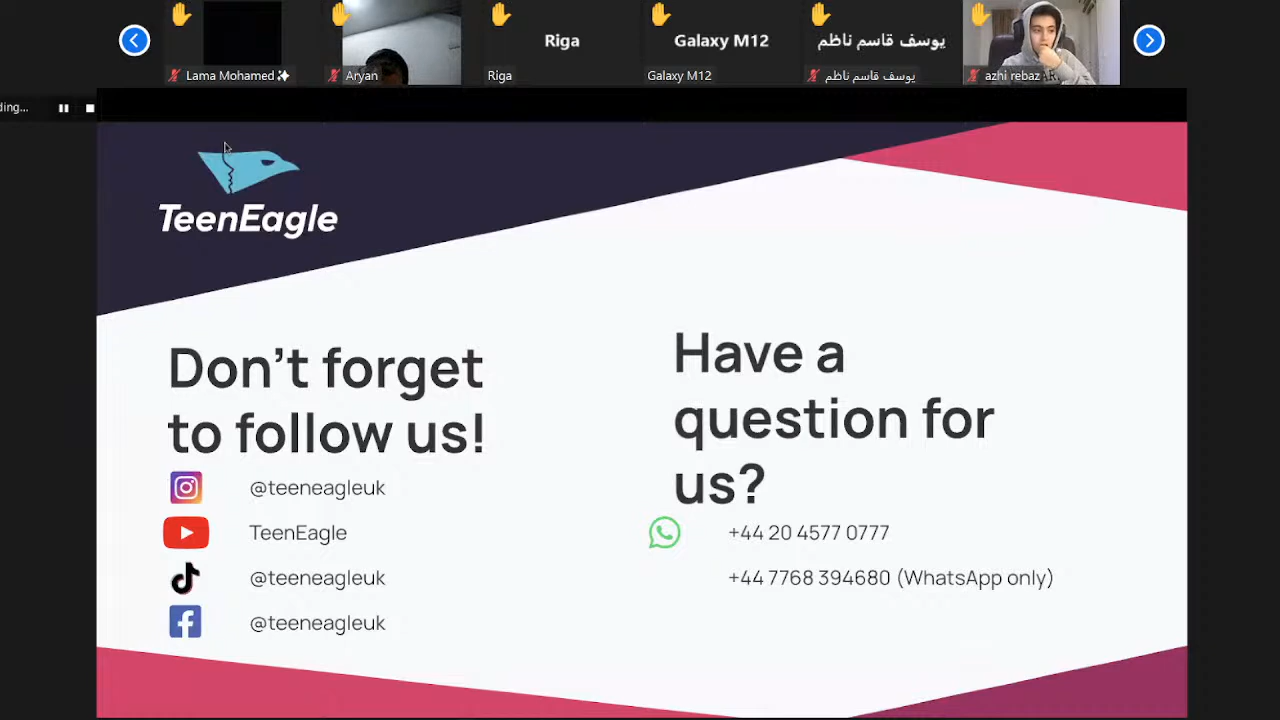 Riga
Galaxy M12
يوسف قاسم ناظم
Lama Mohamed
Aryan
Riga
Galaxy M12
يوسف قاسم ناظم
azhi rebaz
ding...
TeenEagle
Don't forget
to follow us!
@teeneagleuk
TeenEagle
@teeneagleuk
@teeneagleuk
Have a
question for
us?
+44 20 4577 0777
+44 7768 394680 (WhatsApp only)